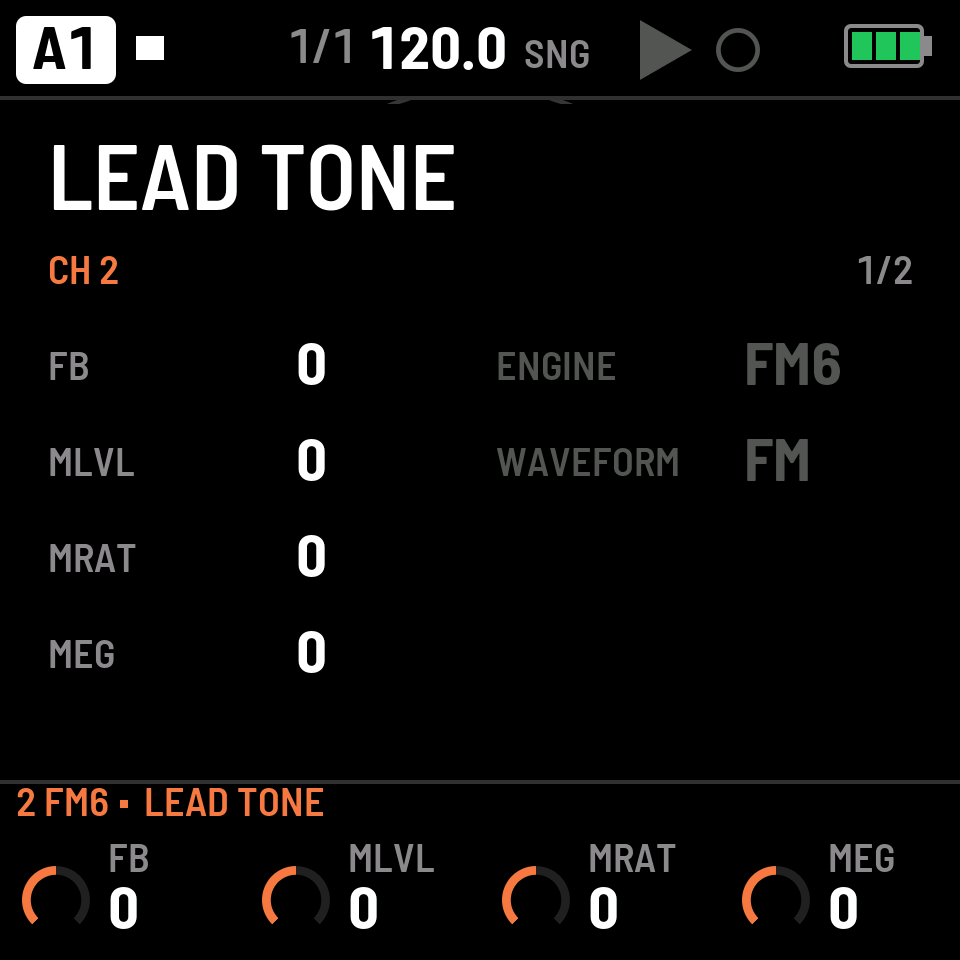 A1 1/1 120.0 SNG
LEAD TONE
CH 2 1/2
FB 0 ENGINE FM6
MLVL 0 WAVEFORM FM
MRAT 0
MEG 0
2 FM6 · LEAD TONE
FB MLVL MRAT MEG
0 0 0 0